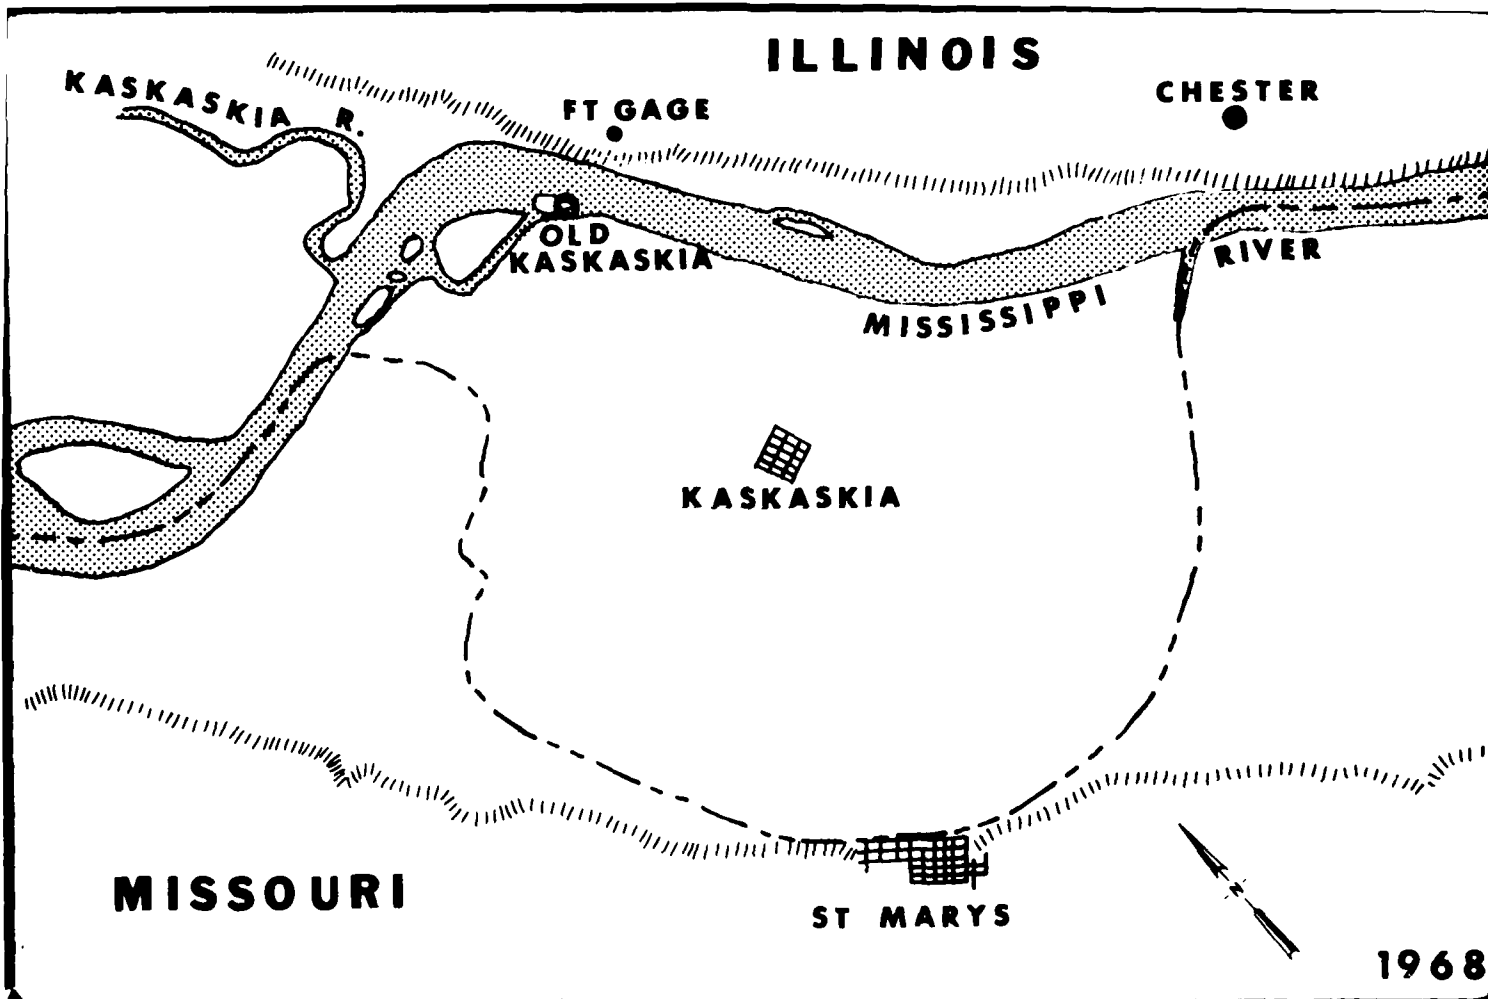 ILLINOIS
KASKASKIA R.
FT GAGE
CHESTER
OLD
KASKASKIA
RIVER
MISSISSIPPI
KASKASKIA
MISSOURI
ST MARYS
N
1968